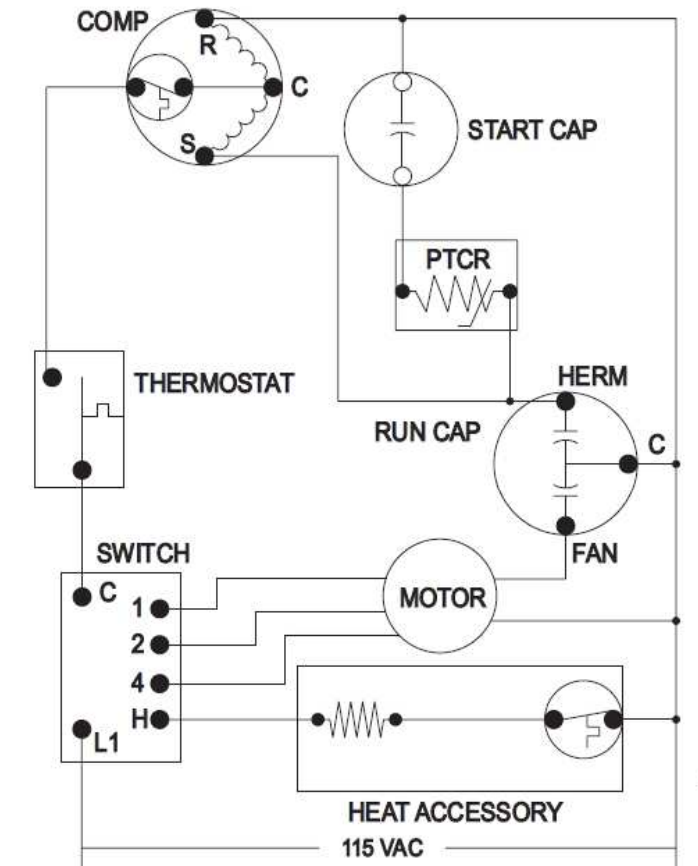 COMP
R
C
S
START CAP
PTCR
THERMOSTAT
HERM
RUN CAP
C
SWITCH
FAN
C
1
MOTOR
2
4
H
L1
HEAT ACCESSORY
115 VAC